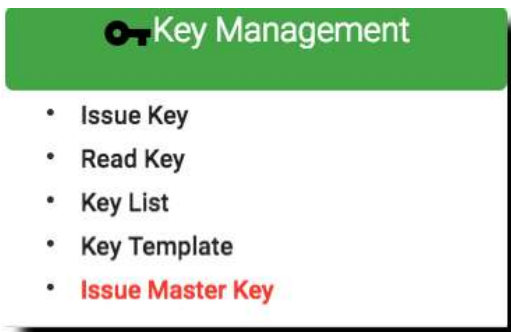 Key Management
• Issue Key
• Read Key
• Key List
• Key Template
• Issue Master Key